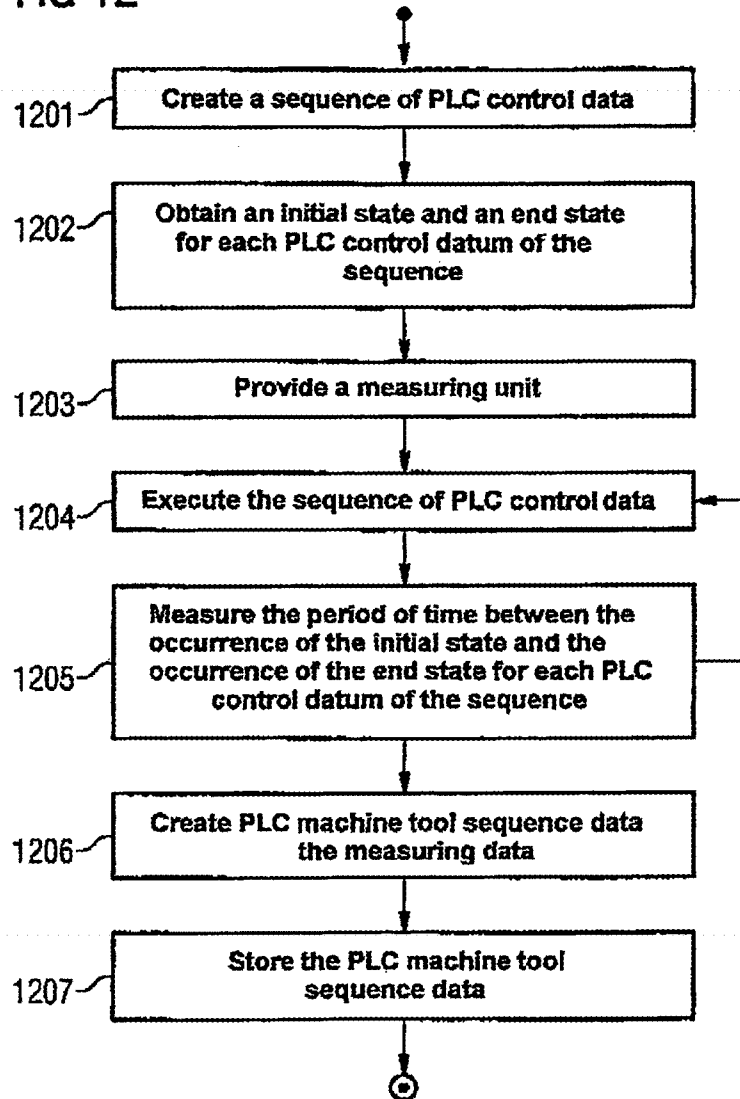 FIG 12
1201
Create a sequence of PLC control data
1202
Obtain an initial state and an end state
for each PLC control datum of the
sequence
1203
Provide a measuring unit
1204
Execute the sequence of PLC control data
1205
Measure the period of time between the
occurrence of the initial state and the
occurrence of the end state for each PLC
control datum of the sequence
1206
Create PLC machine tool sequence data
the measuring data
1207
Store the PLC machine tool
sequence data